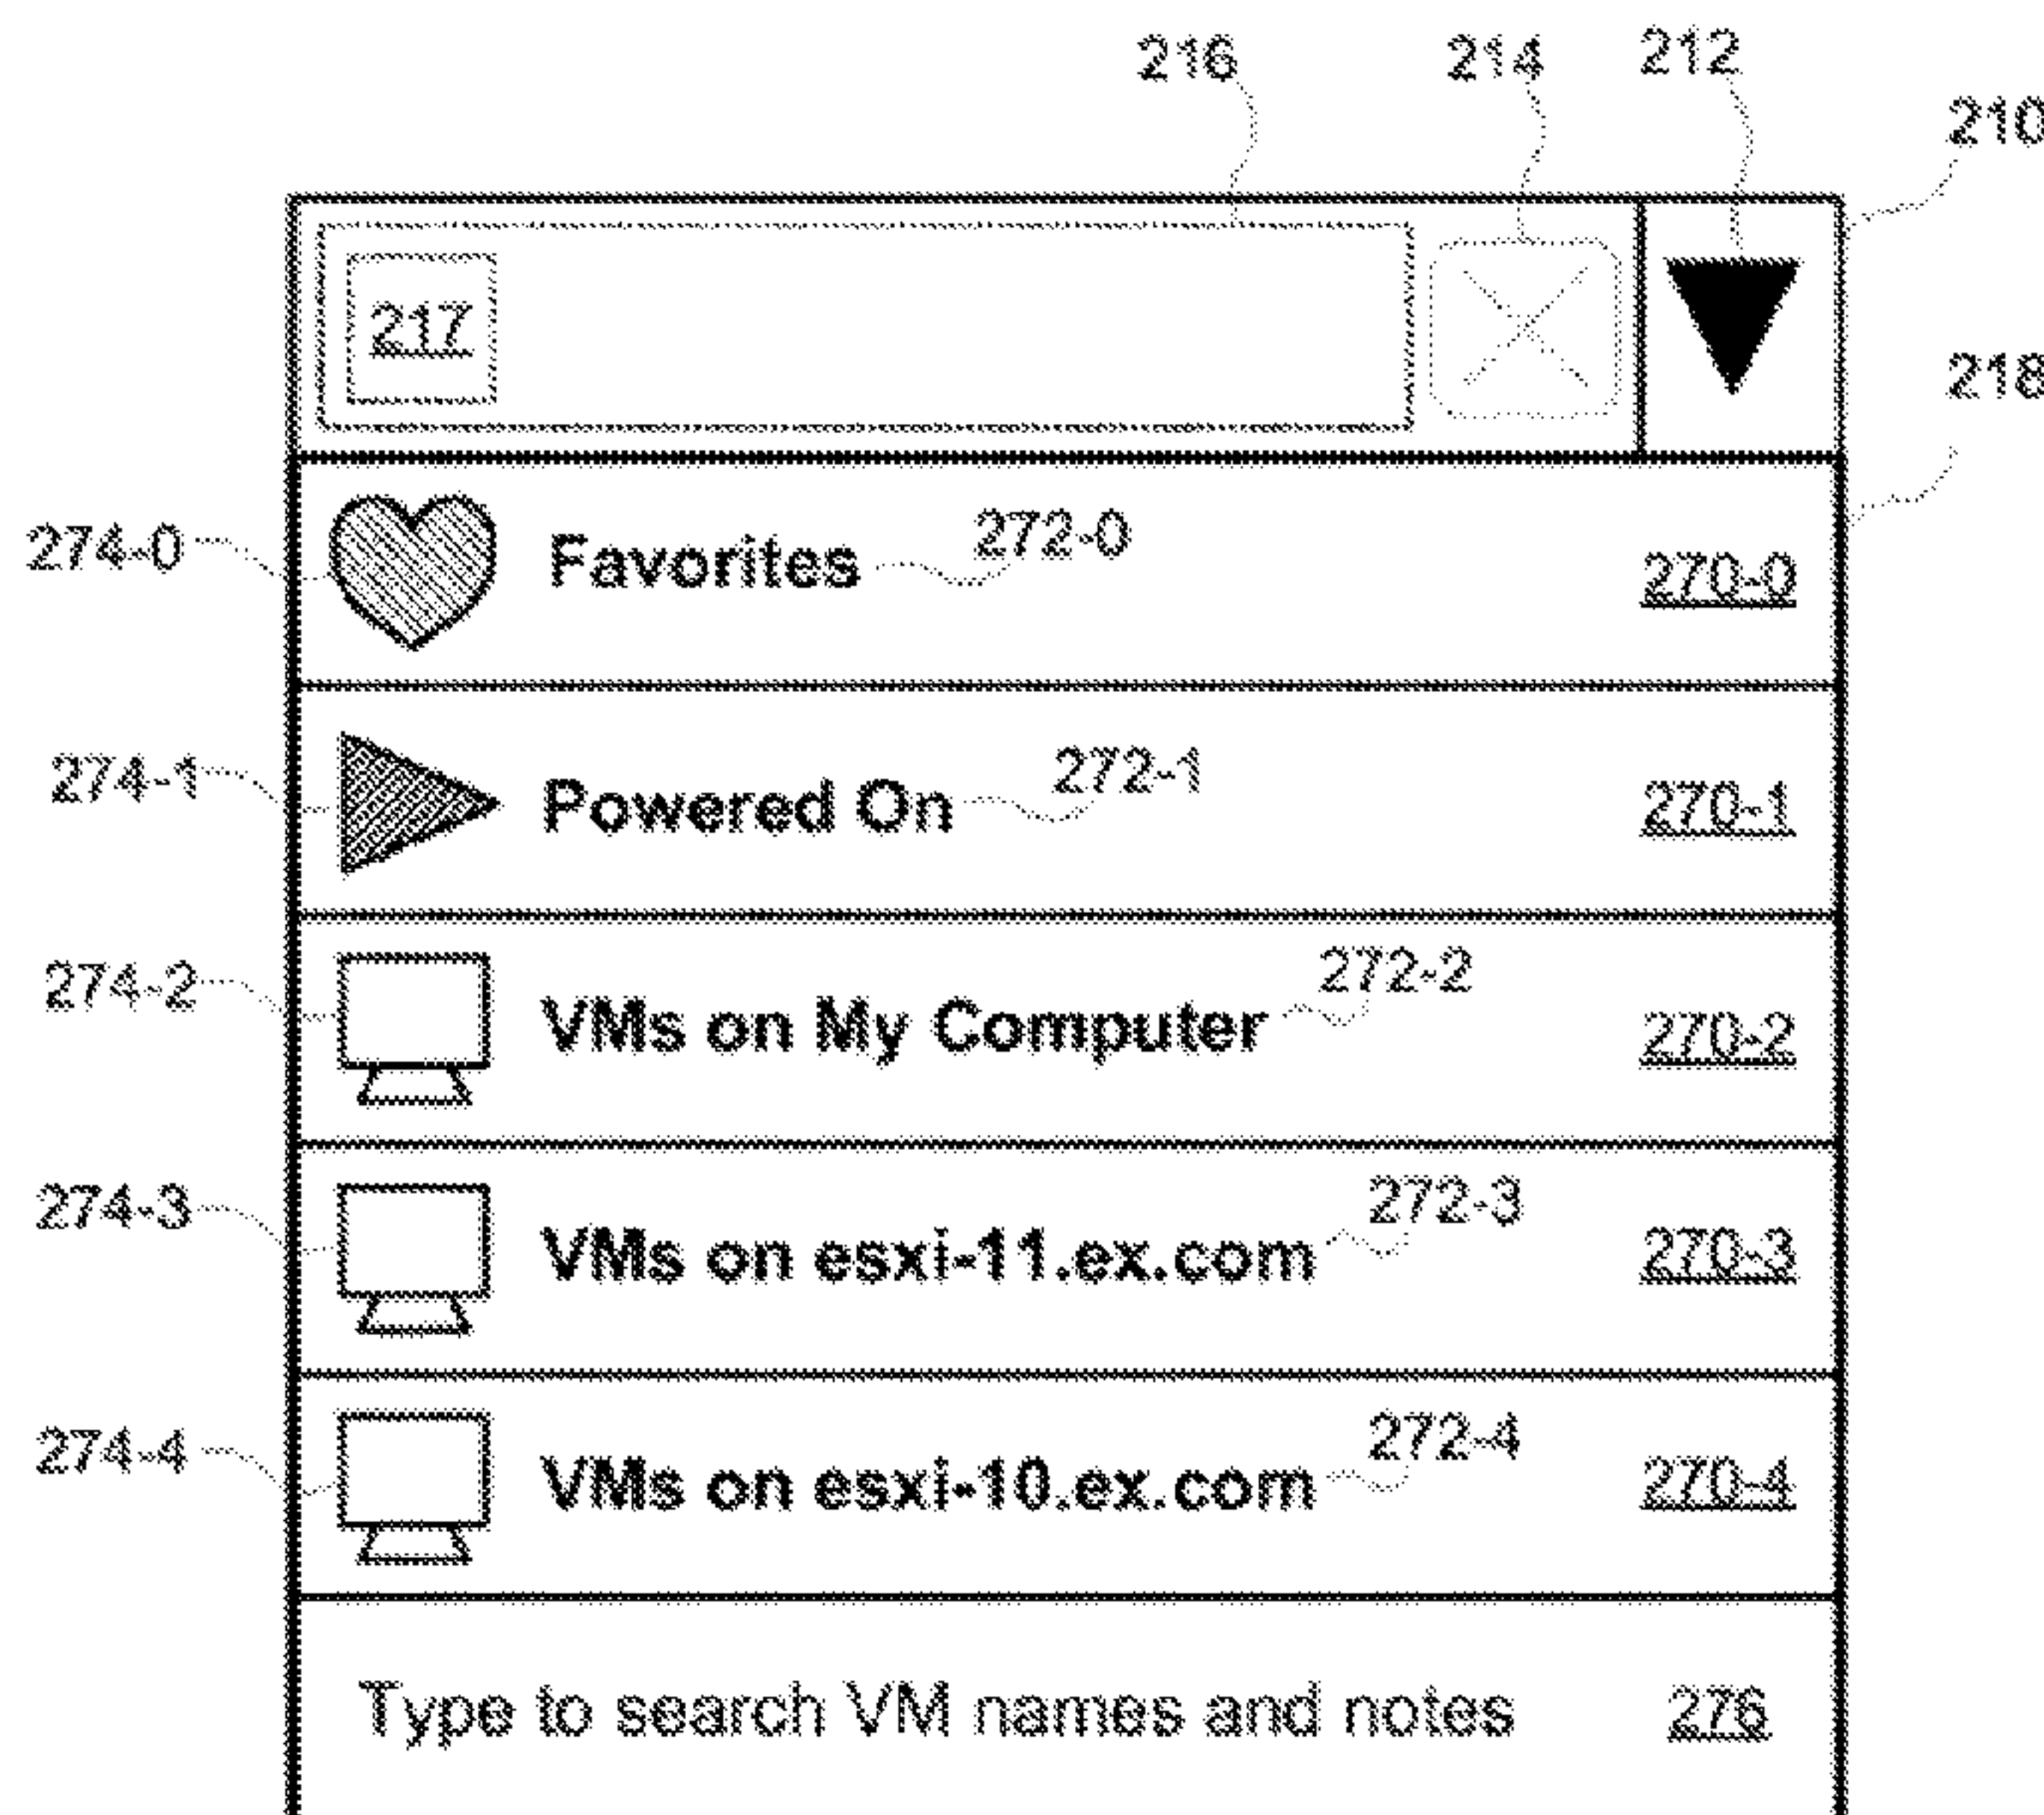 216 214 212
210
217
218
274-0 Favorites 272-0 270-0
274-1 Powered On 272-1 270-1
274-2 VMs on My Computer 272-2 270-2
274-3 VMs on esxi-11.ex.com 272-3 270-3
274-4 VMs on esxi-10.ex.com 272-4 270-4
Type to search VM names and notes 276